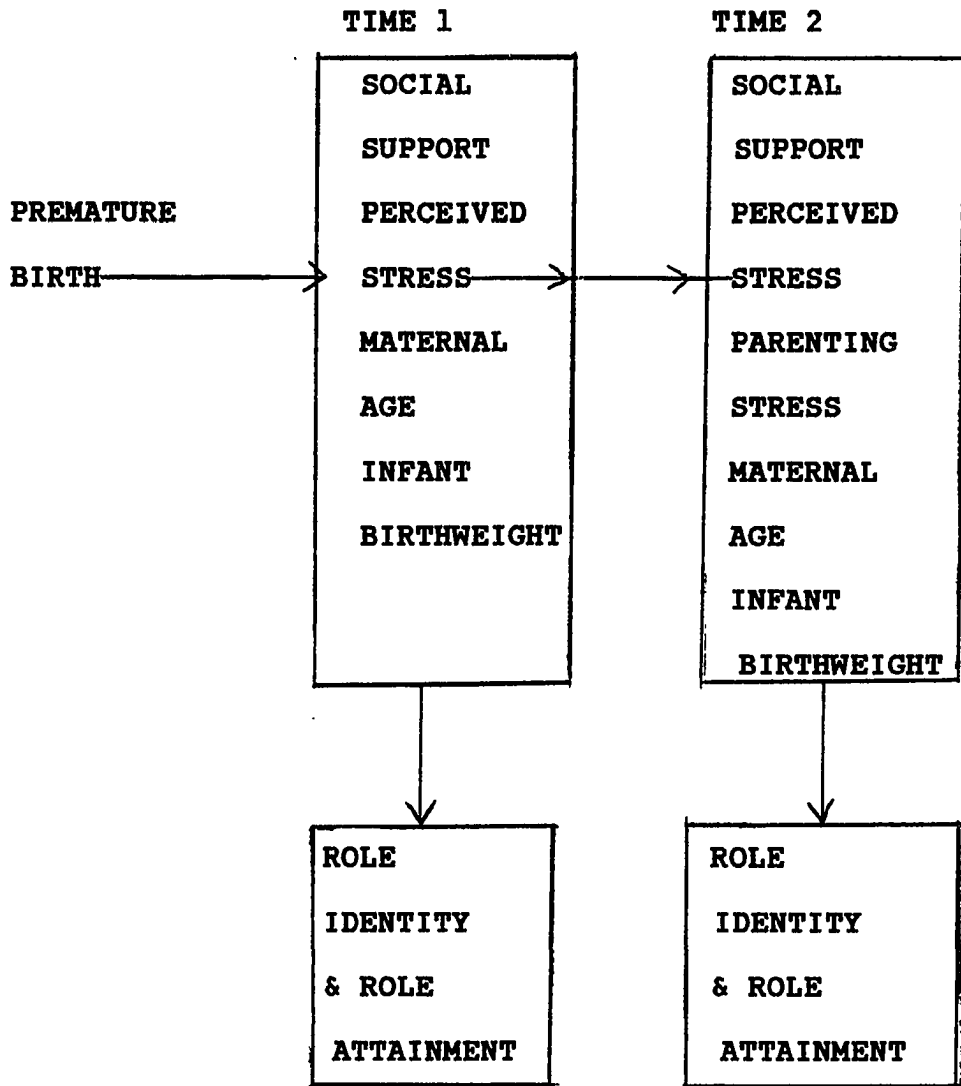 TIME 1
TIME 2
PREMATURE
BIRTH
SOCIAL
SUPPORT
PERCEIVED
STRESS
MATERNAL
AGE
INFANT
BIRTHWEIGHT
SOCIAL
SUPPORT
PERCEIVED
STRESS
PARENTING
STRESS
MATERNAL
AGE
INFANT
BIRTHWEIGHT
ROLE
IDENTITY
& ROLE
ATTAINMENT
ROLE
IDENTITY
& ROLE
ATTAINMENT